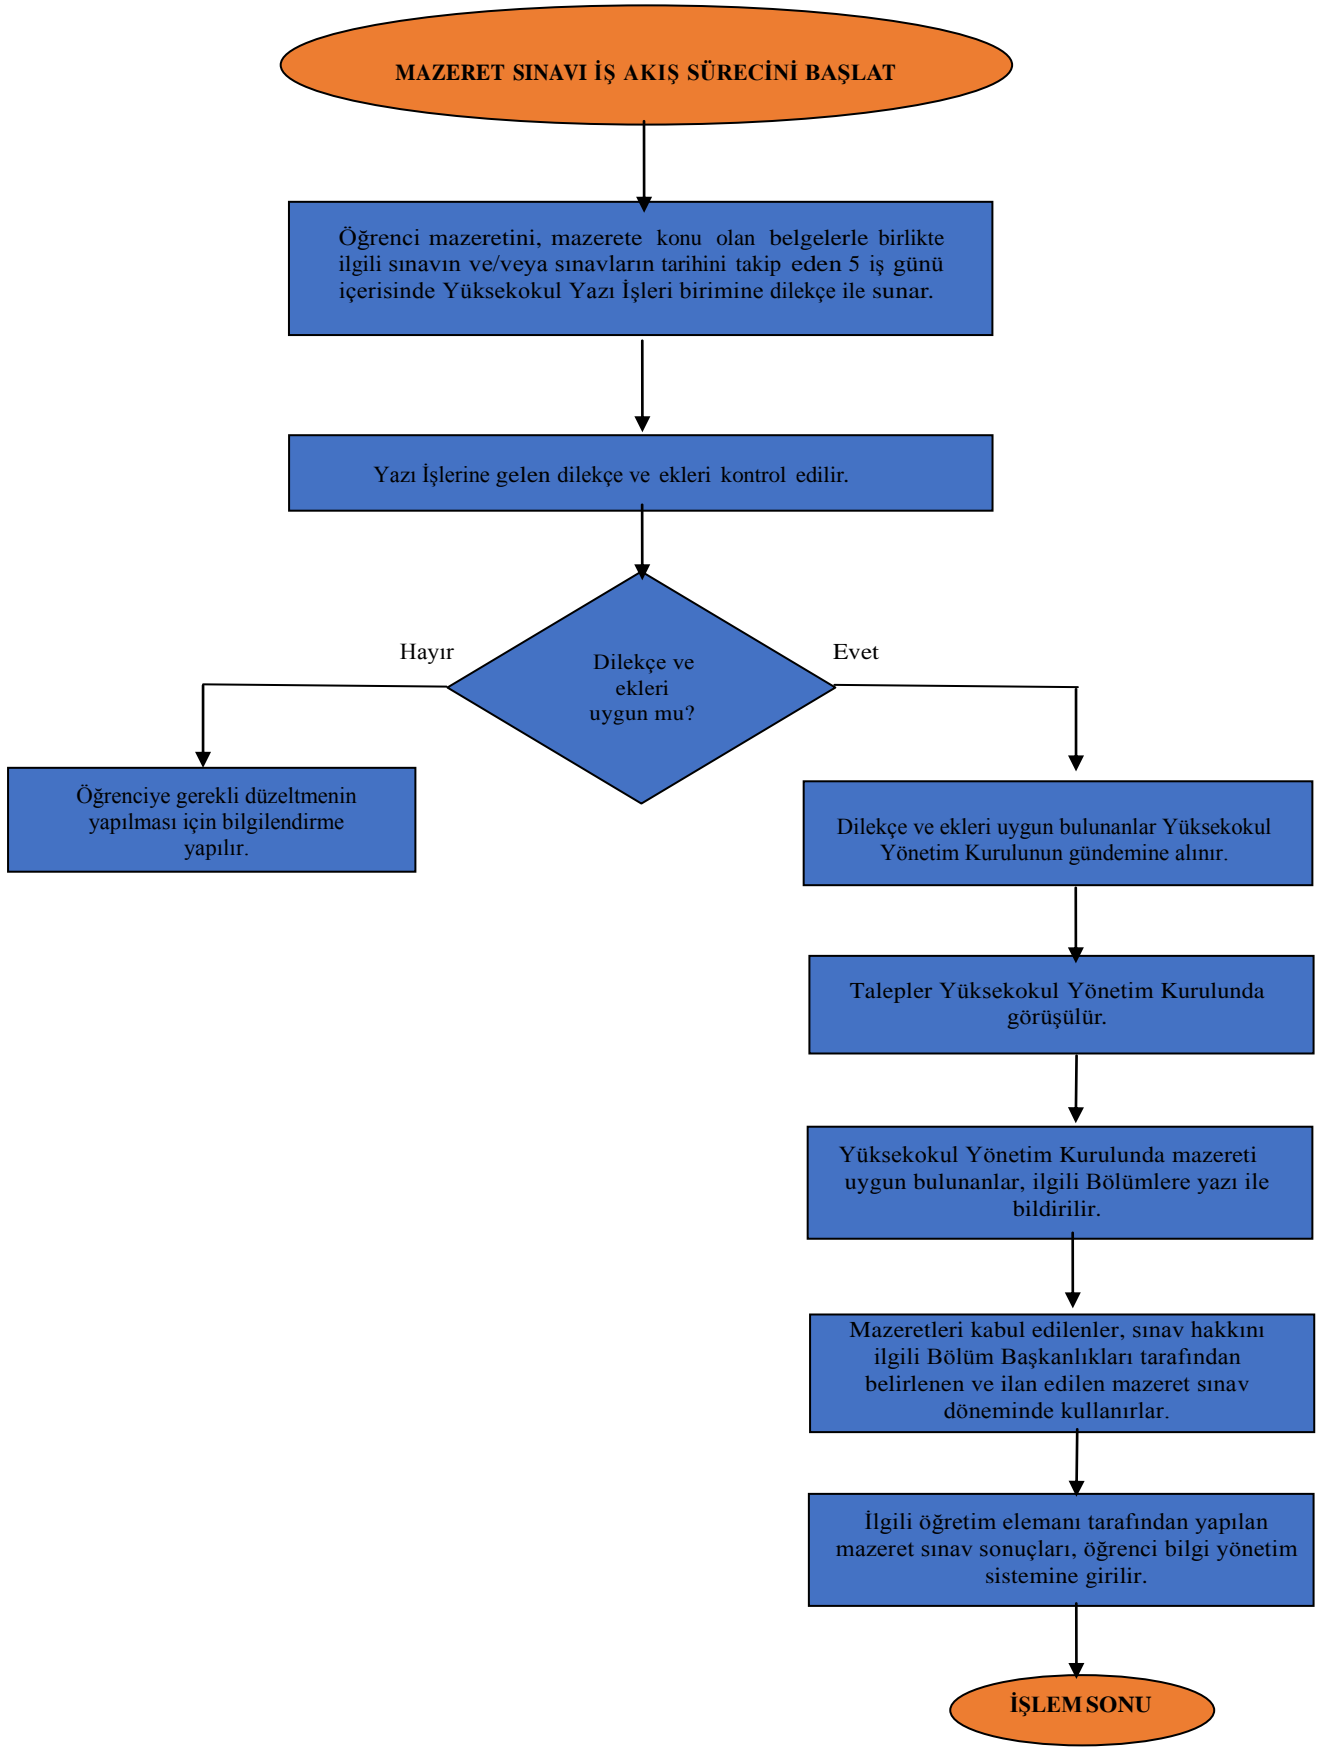 MAZERET SINAVI İŞ AKIŞ SÜRECİNİ BAŞLAT
Öğrenci mazeretini, mazerete konu olan belgelerle birlikte
ilgili sınavın ve/veya sınavların tarihini takip eden 5 iş günü
içerisinde Yüksekokul Yazı İşleri birimine dilekçe ile sunar.
Yazı İşlerine gelen dilekçe ve ekleri kontrol edilir.
Hayır
Evet
Dilekçe ve
ekleri
uygun mu?
Öğrenciye gerekli düzeltmenin
yapılması için bilgilendirme
yapılır.
Dilekçe ve ekleri uygun bulunanlar Yüksekokul
Yönetim Kurulunun gündemine alınır.
Talepler Yüksekokul Yönetim Kurulunda
görüşülür.
Yüksekokul Yönetim Kurulunda mazereti
uygun bulunanlar, ilgili Bölümlere yazı ile
bildirilir.
Mazeretleri kabul edilenler, sınav hakkını
ilgili Bölüm Başkanlıkları tarafından
belirlenen ve ilan edilen mazeret sınav
döneminde kullanırlar.
İlgili öğretim elemanı tarafından yapılan
mazeret sınav sonuçları, öğrenci bilgi yönetim
sistemine girilir.
İŞLEM SONU